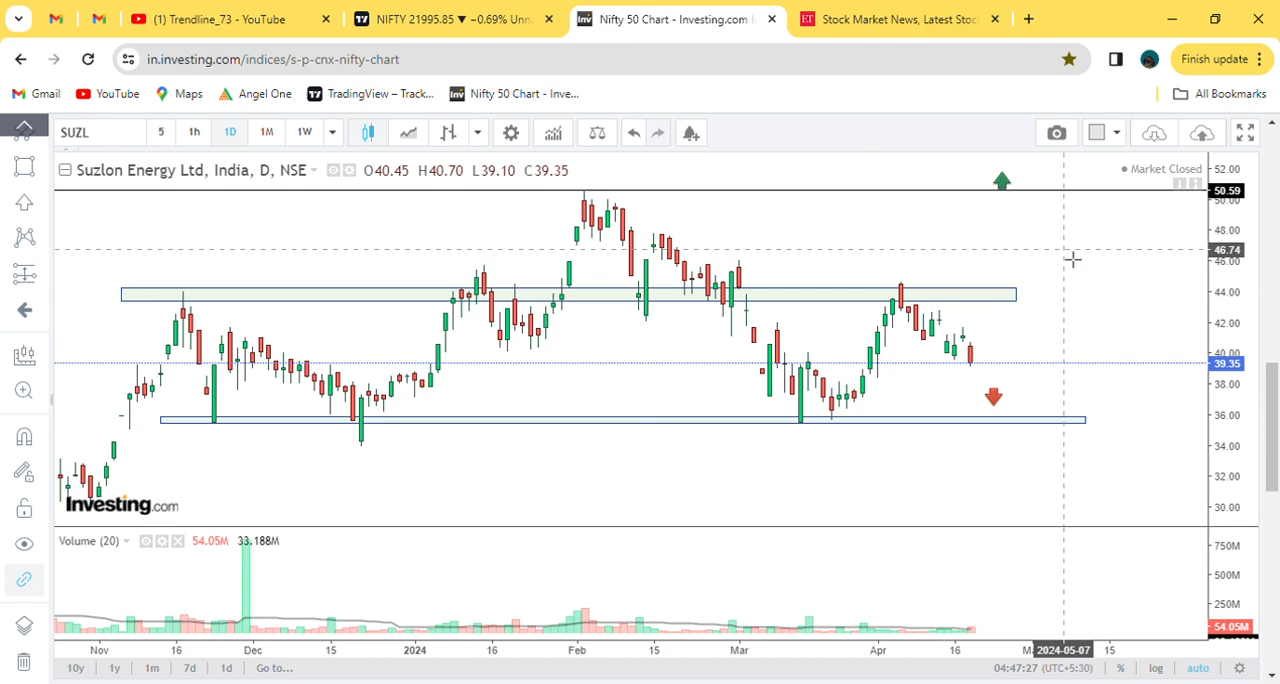 (1) Trendline_73 - YouTube × NIFTY 21995.85 ▼ −0.69% Unna × Inv Nifty 50 Chart - Investing.com I × ET Stock Market News, Latest Stoc ×
in.investing.com/indices/s-p-cnx-nifty-chart Finish update
Gmail YouTube Maps Angel One TradingView – Track... Inv Nifty 50 Chart - Inve... All Bookmarks
SUZL 5 1h 1D 1M 1W
Suzlon Energy Ltd, India, D, NSE O40.45 H40.70 L39.10 C39.35
Market Closed
52.00
50.59
50.00
48.00
46.74
46.00
44.00
42.00
40.00
39.35
38.00
36.00
34.00
32.00
30.00
Investing.com
Volume (20) 54.05M 33.188M
750M
500M
250M
54.05M
Nov 16 Dec 15 2024 16 Feb 15 Mar Apr 16 2024-05-07 15
10y 1y 1m 7d 1d Go to... 04:47:27 (UTC+5:30) % log auto